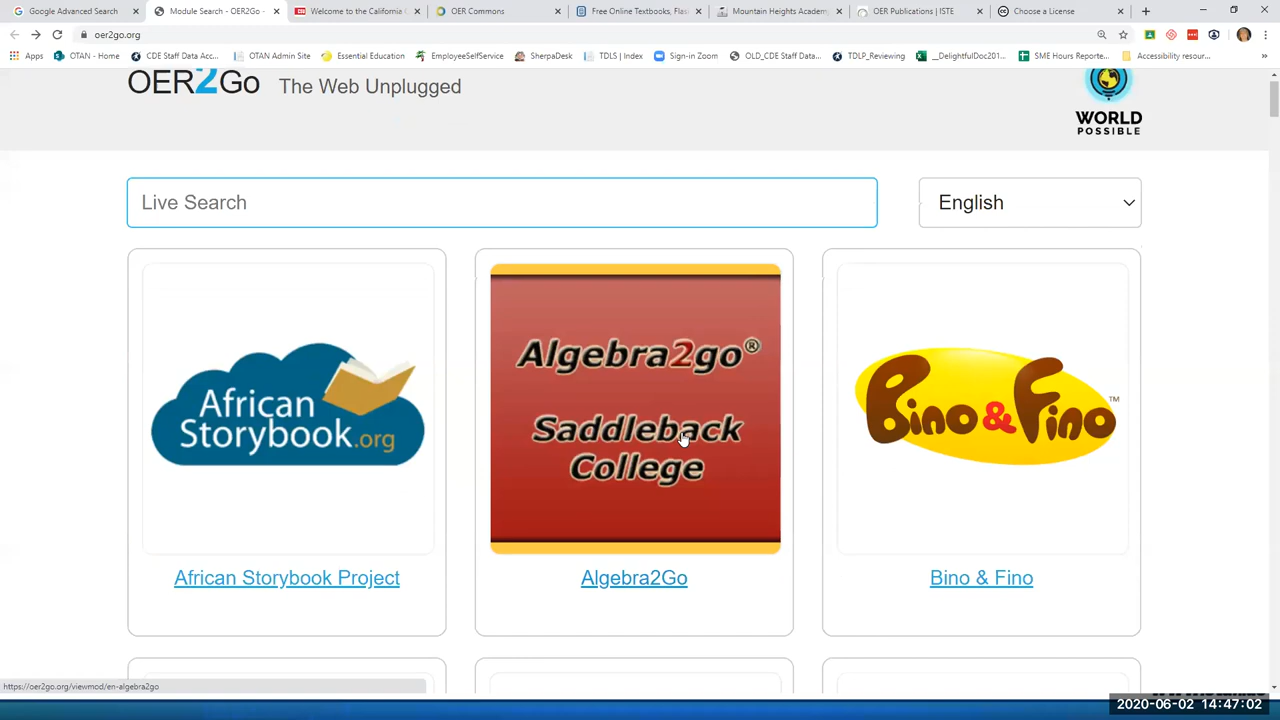 Google Advanced Search
Module Search - OER2Go
Welcome to the California
OER Commons
Free Online Textbooks, Flas
Mountain Heights Academ
OER Publications | ISTE
Choose a License
oer2go.org
Apps
OTAN - Home
CDE Staff Data Acc...
OTAN Admin Site
Essential Education
EmployeeSelfService
SherpaDesk
TDLS | Index
Sign-in Zoom
OLD_CDE Staff Data...
TDLP_Reviewing
__DelightfulDoc201...
SME Hours Reporte...
Accessibility resour...
OER2Go
The Web Unplugged
WORLD
POSSIBLE
Live Search
English
African
Storybook.org
Algebra2go®
Saddleback
College
Bino & Fino™
African Storybook Project
Algebra2Go
Bino & Fino
https://oer2go.org/viewmod/en-algebra2go
2020-06-02 14:47:02